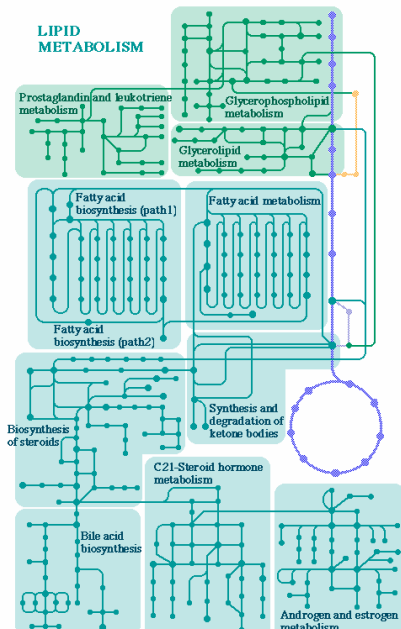 LIPID
METABOLISM
Prostaglandin and leukotriene
metabolism
Glycerophospholipid
metabolism
Glycerolipid
metabolism
Fatty acid
biosynthesis (path1)
Fatty acid metabolism
Fatty acid
biosynthesis (path2)
Biosynthesis
of steroids
Synthesis and
degradation of
ketone bodies
C21-Steroid hormone
metabolism
Bile acid
biosynthesis
Androgen and estrogen
metabolism